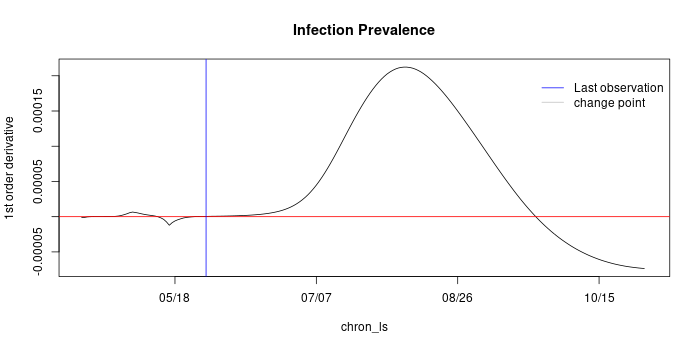 Infection Prevalence
1st order derivative
0.00015
0.00005
-0.00005
Last observation
change point
05/18
07/07
08/26
10/15
chron_ls